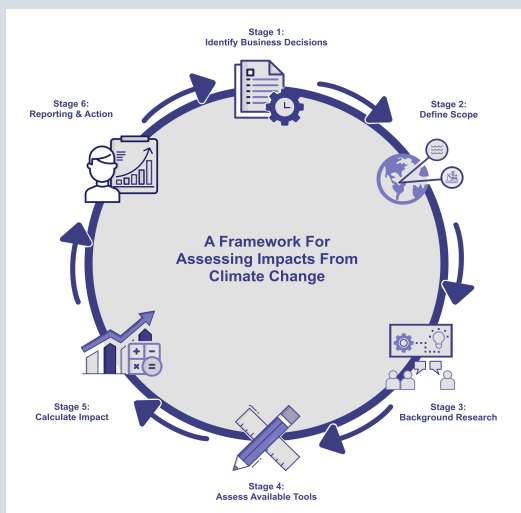 Stage 1:
Identify Business Decisions
Stage 6:
Reporting & Action
Stage 2:
Define Scope
A Framework For
Assessing Impacts From
Climate Change
Stage 5:
Calculate Impact
Stage 3:
Background Research
Stage 4:
Assess Available Tools